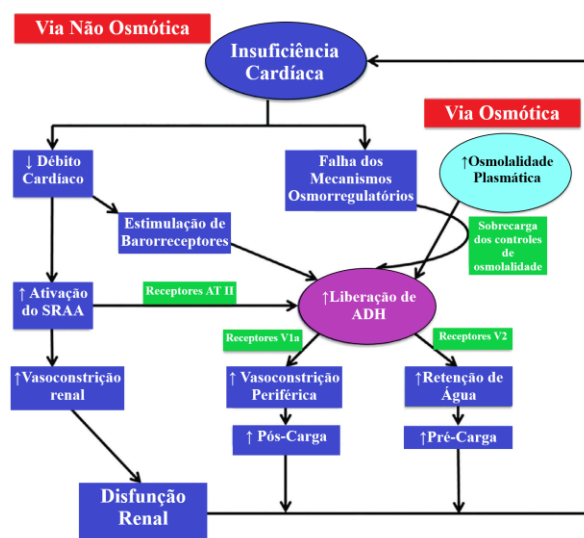 Via Não Osmótica
Insuficiência
Cardíaca
Via Osmótica
↓ Débito
Cardíaco
Falha dos
Mecanismos
Osmorregulatórios
↑Osmolalidade
Plasmática
Estimulação de
Barorreceptores
Sobrecarga
dos controles
de
osmolalidade
↑ Ativação
do SRAA
Receptores AT II
↑Liberação de
ADH
Receptores V1a
Receptores V2
↑Vasoconstrição
renal
↑ Vasoconstrição
Periférica
↑Retenção de
Água
↑ Pós-Carga
↑Pré-Carga
Disfunção
Renal